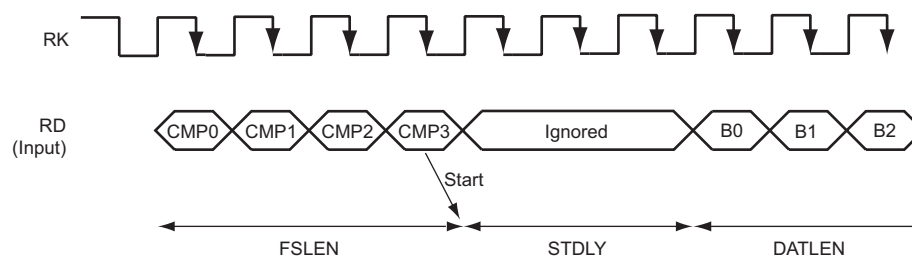 RK
RD
(Input)
CMP0 CMP1 CMP2 CMP3 Ignored B0 B1 B2
Start
FSLEN STDLY DATLEN